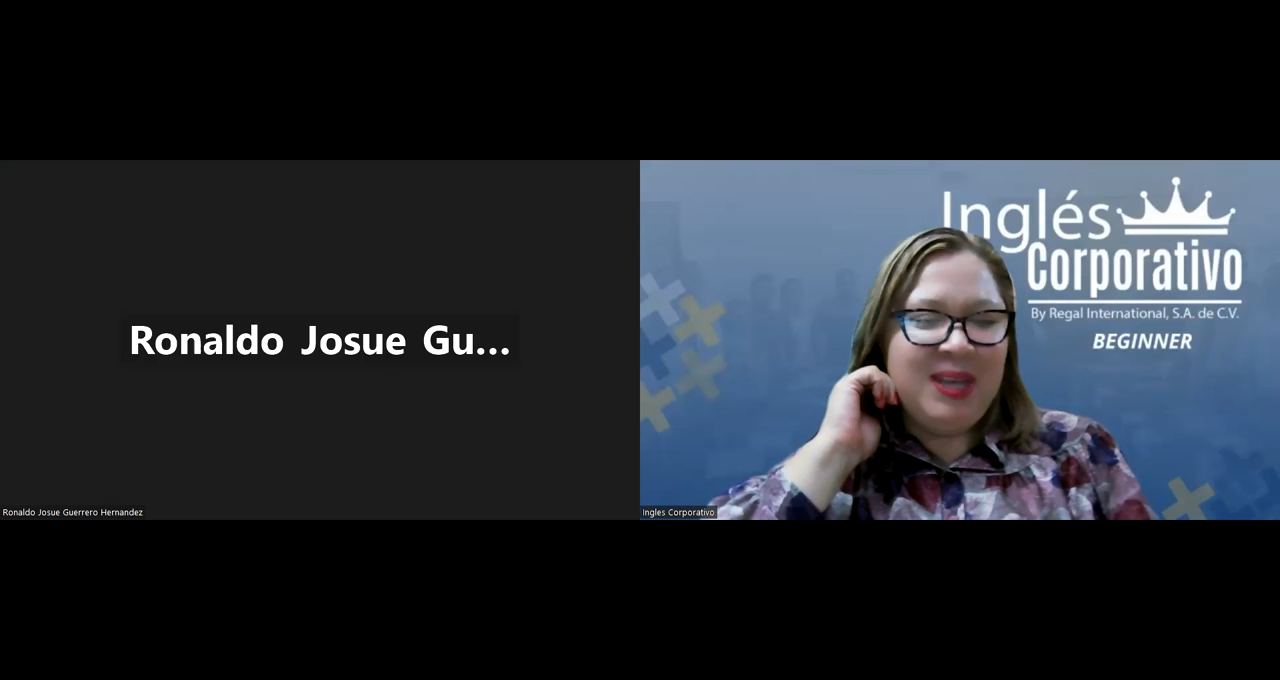 Ronaldo Josue Gu...
Ronaldo Josue Guerrero Hernandez
Inglés
Corporativo
By Regal International, S.A. de C.V.
BEGINNER
Ingles Corporativo